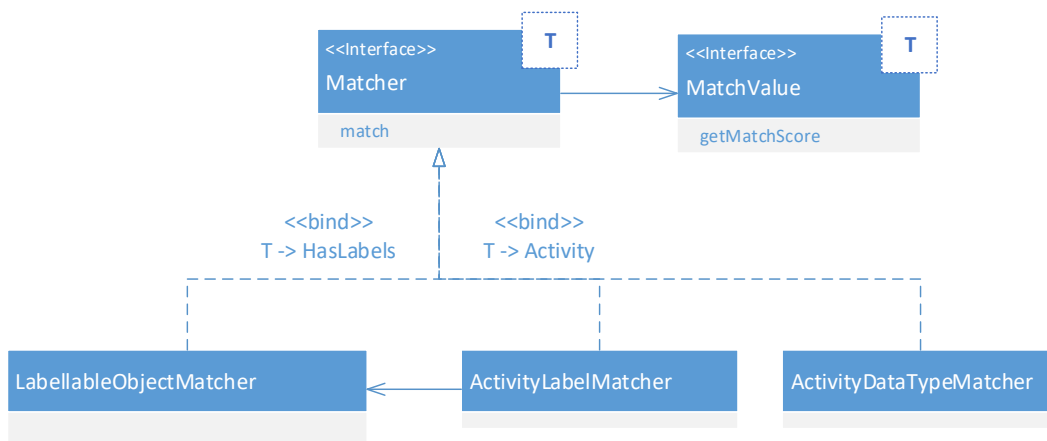 <<Interface>>
Matcher
T
match
<<Interface>>
MatchValue
T
getMatchScore
<<bind>>
T -> HasLabels
<<bind>>
T -> Activity
LabellableObjectMatcher
ActivityLabelMatcher
ActivityDataTypeMatcher